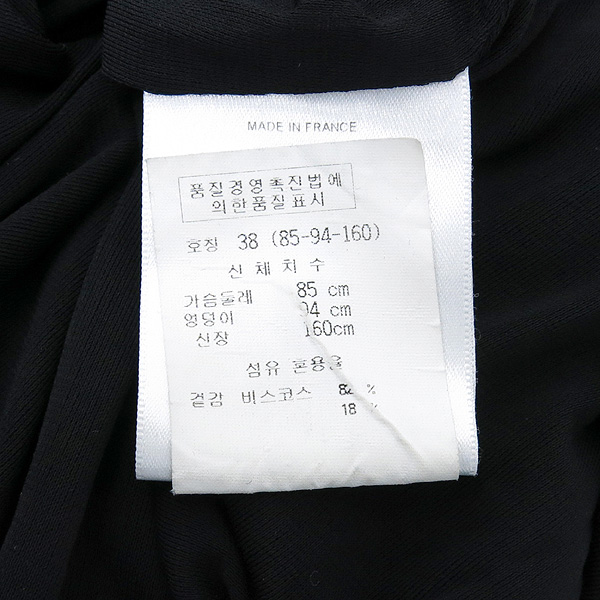 MADE IN FRANCE
품질경영촉진법에
의한품질표시
호칭 38 (85-94-160)
신체치수
가슴둘레 85 cm
엉덩이 94 cm
신장 160cm
섬유 혼용율
겉감 비스코스 82 %
18 %